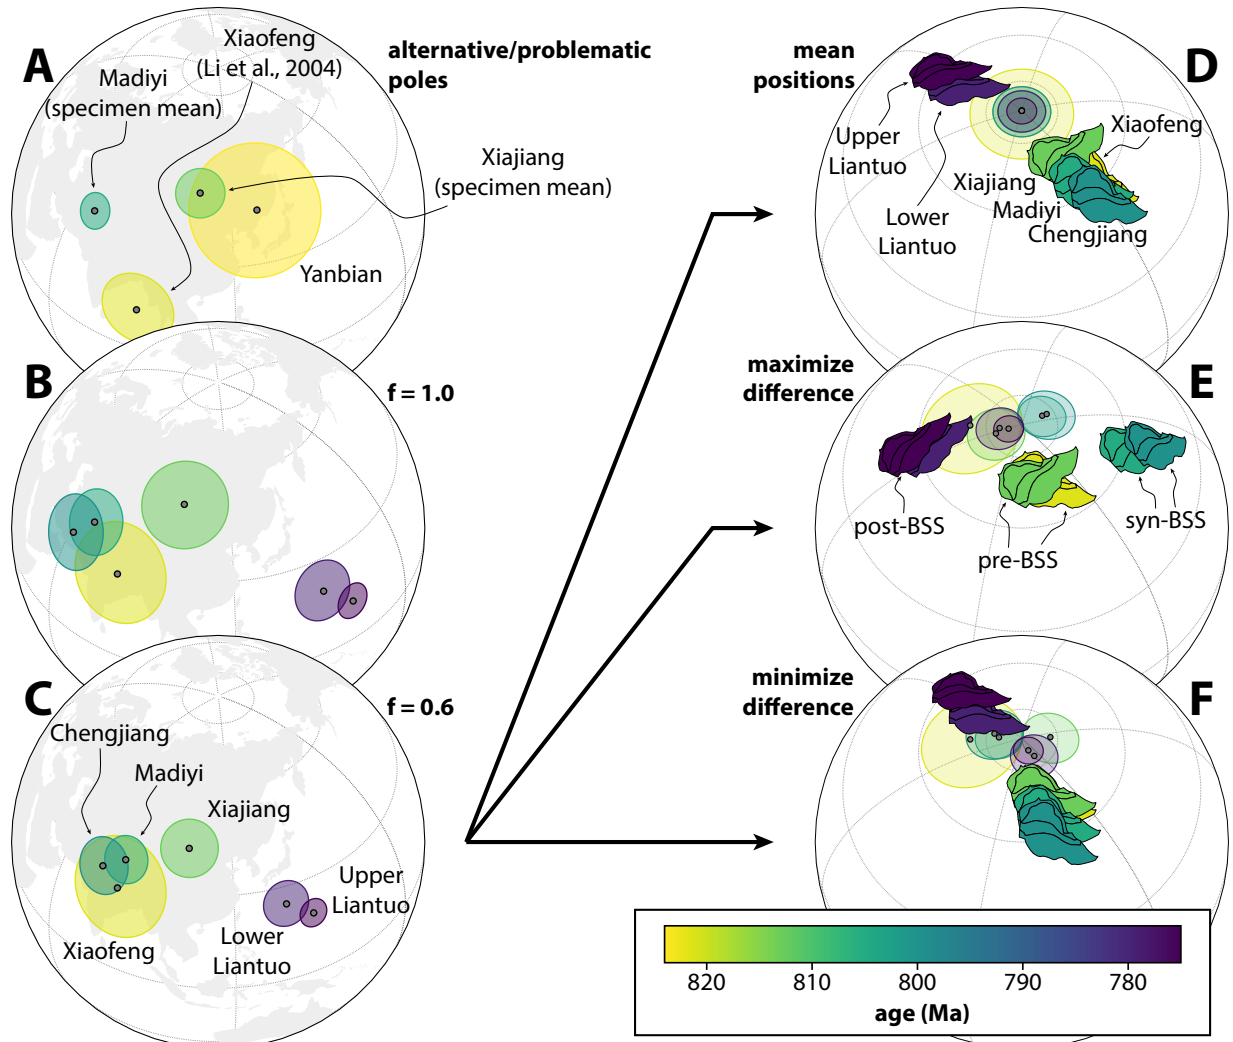 A
Xiaofeng
(Li et al., 2004)
Madiyi
(specimen mean)
alternative/problematic
poles
Xiajiang
(specimen mean)
Yanbian
B
f = 1.0
C
f = 0.6
Chengjiang
Madiyi
Xiajiang
Upper
Liantuo
Lower
Liantuo
Xiaofeng
mean
positions
D
Upper
Liantuo
Xiaofeng
Xiajiang
Madiyi
Lower
Liantuo
Chengjiang
maximize
difference
E
post-BSS
pre-BSS
syn-BSS
minimize
difference
F
820 810 800 790 780
age (Ma)